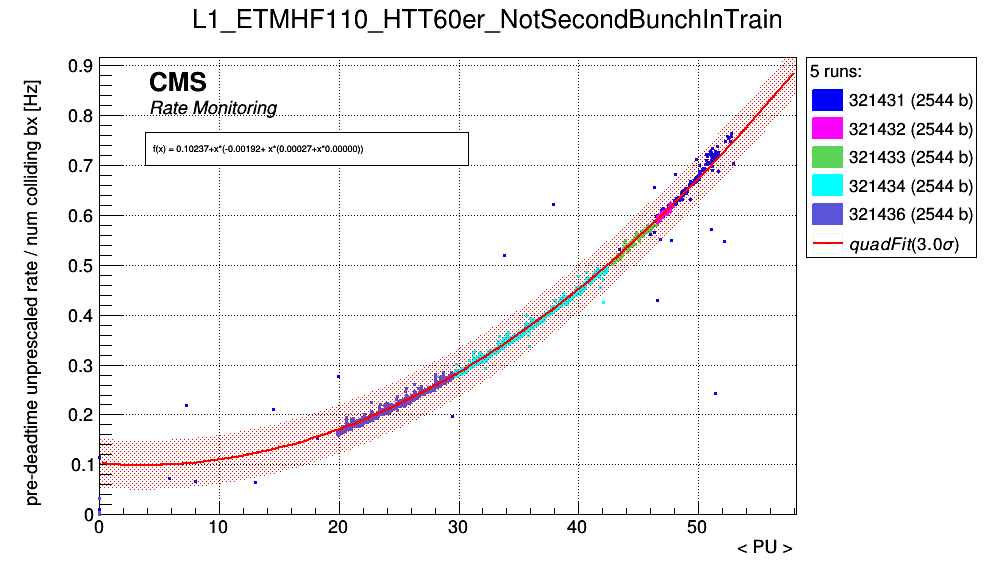 L1_ETMHF110_HTT60er_NotSecondBunchInTrain
pre-deadtime unprescaled rate / num colliding bx [Hz]
0.9
0.8
0.7
0.6
0.5
0.4
0.3
0.2
0.1
0
CMS
Rate Monitoring
f(x) = 0.10237+x*(-0.00192+ x*(0.00027+x*0.00000))
0 10 20 30 40 50
< PU >
5 runs:
321431 (2544 b)
321432 (2544 b)
321433 (2544 b)
321434 (2544 b)
321436 (2544 b)
quadFit(3.0σ)